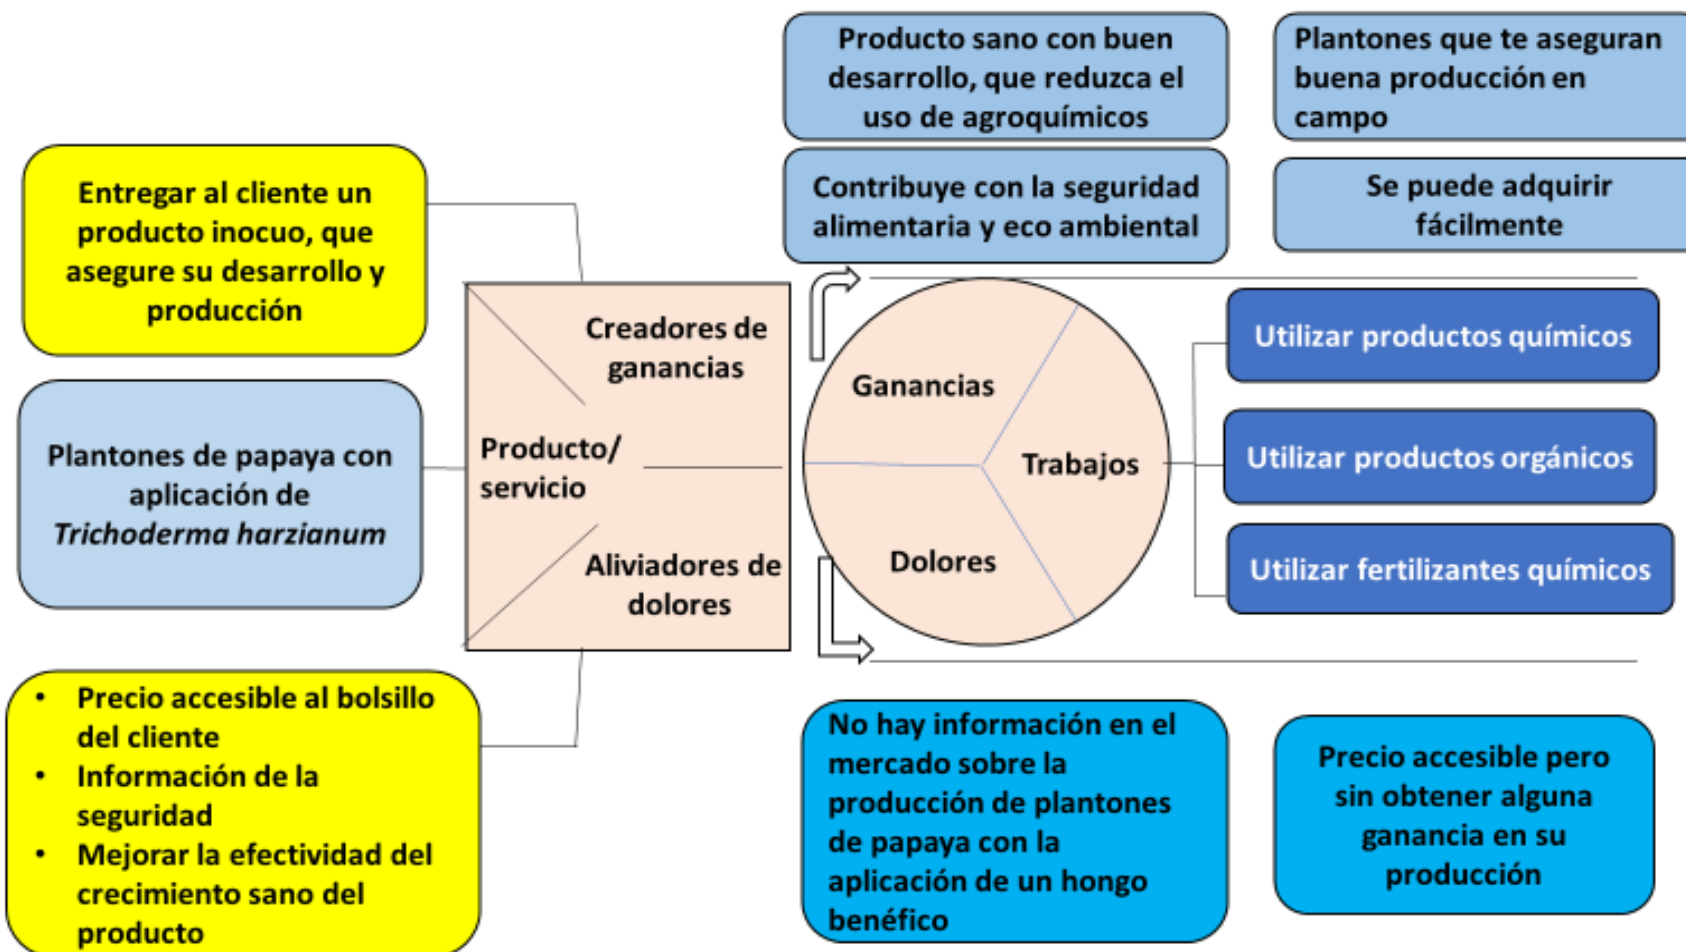 Producto sano con buen
desarrollo, que reduzca el
uso de agroquímicos
Plantones que te aseguran
buena producción en
campo
Contribuye con la seguridad
alimentaria y eco ambiental
Se puede adquirir
fácilmente
Entregar al cliente un
producto inocuo, que
asegure su desarrollo y
producción
Creadores de
ganancias
Producto/
servicio
Aliviadores de
dolores
Ganancias
Trabajos
Dolores
Utilizar productos químicos
Utilizar productos orgánicos
Utilizar fertilizantes químicos
Plantones de papaya con
aplicación de
Trichoderma harzianum
• Precio accesible al bolsillo
del cliente
• Información de la
seguridad
• Mejorar la efectividad del
crecimiento sano del
producto
No hay información en el
mercado sobre la
producción de plantones
de papaya con la
aplicación de un hongo
benéfico
Precio accesible pero
sin obtener alguna
ganancia en su
producción